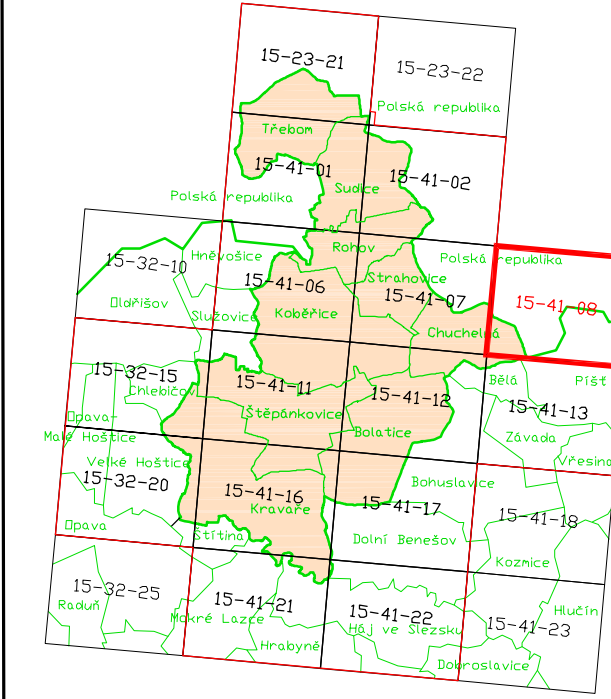 15-23-21
15-23-22
Polská republika
Třebom
15-41-01
15-41-02
Sudice
Polská republika
Rohov
Hněvošice
Polská republika
15-32-10
15-41-06
Strahovice
15-41-07
15-41-08
Oldřišov
Služovice
Kobeřice
Chuchelná
15-32-15
Chlebičov
15-41-11
15-41-12
Bělá
Píšť
15-41-13
Opava-
Malé Hoštice
Štěpánkovice
Bolatice
Závada
Velké Hoštice
Vřesina
15-32-20
15-41-16
Kravaře
Bohuslavice
15-41-17
15-41-18
Opava
Štítina
Dolní Benešov
Koznice
15-32-25
Raduň
15-41-21
Mokré Lazce
15-41-22
Háj ve Slezsku
15-41-23
Hlučín
Hrabyně
Dobroslavice